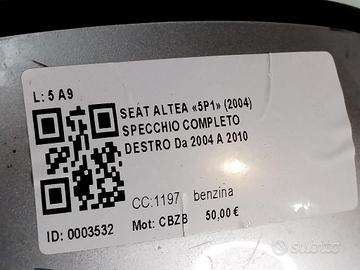 L: 5 A9
SEAT ALTEA «5P1» (2004)
SPECCHIO COMPLETO
DESTRO Da 2004 A 2010
CC:1197 benzina
ID: 0003532 Mot: CBZB 50,00 €
subito